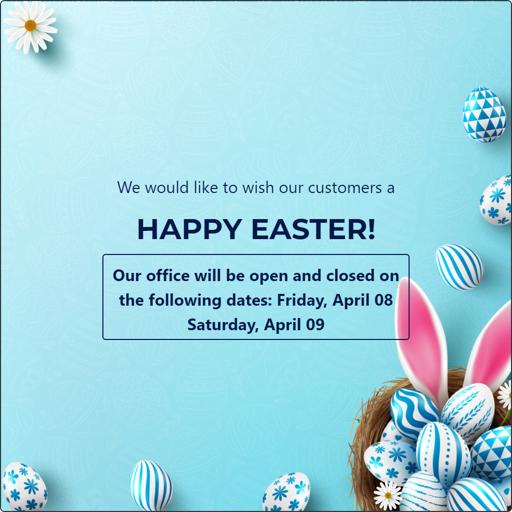 We would like to wish our customers a
HAPPY EASTER!
Our office will be open and closed on
the following dates: Friday, April 08
Saturday, April 09